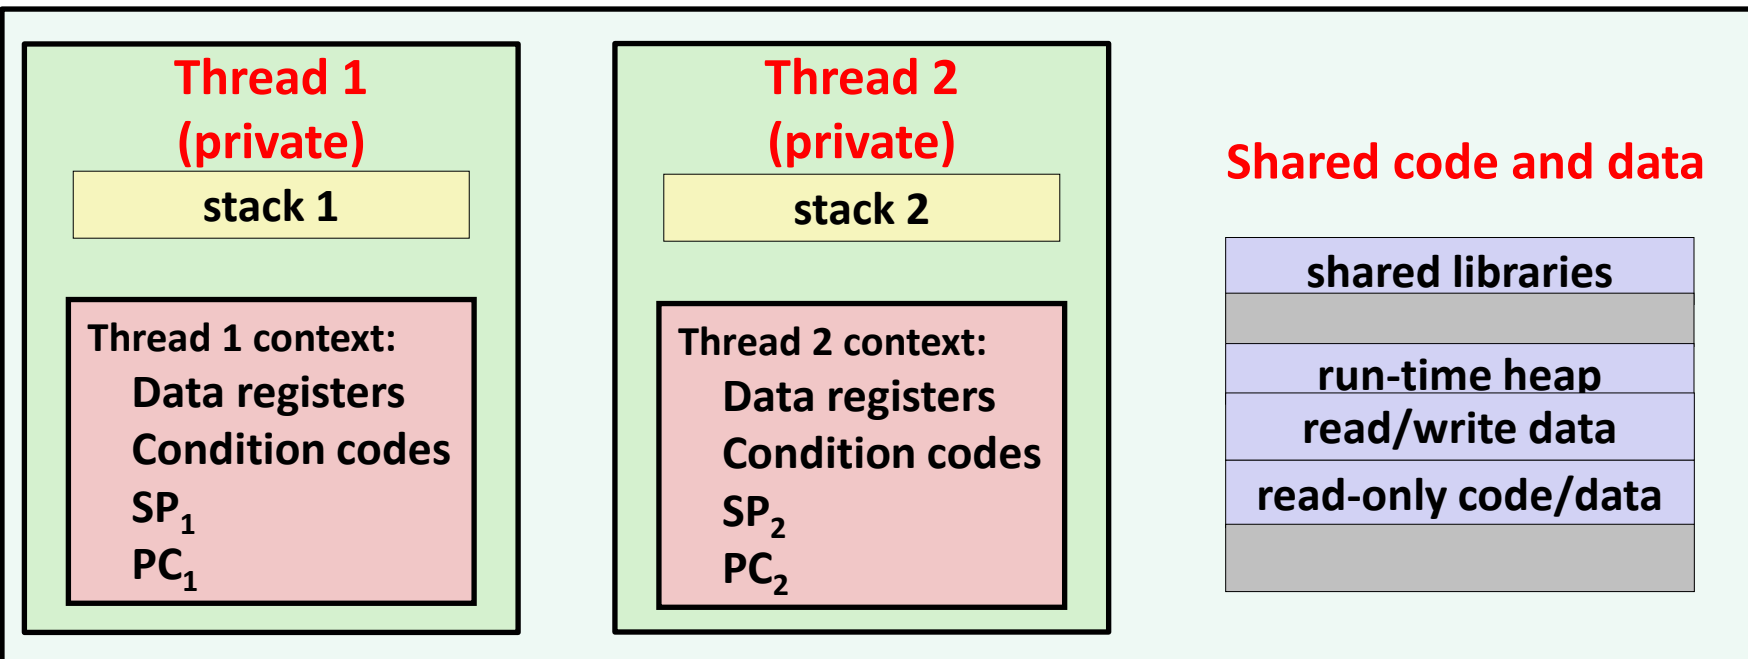 Thread 1
(private)
stack 1
Thread 1 context:
Data registers
Condition codes
SP₁
PC₁
Thread 2
(private)
stack 2
Thread 2 context:
Data registers
Condition codes
SP₂
PC₂
Shared code and data
shared libraries
run-time heap
read/write data
read-only code/data